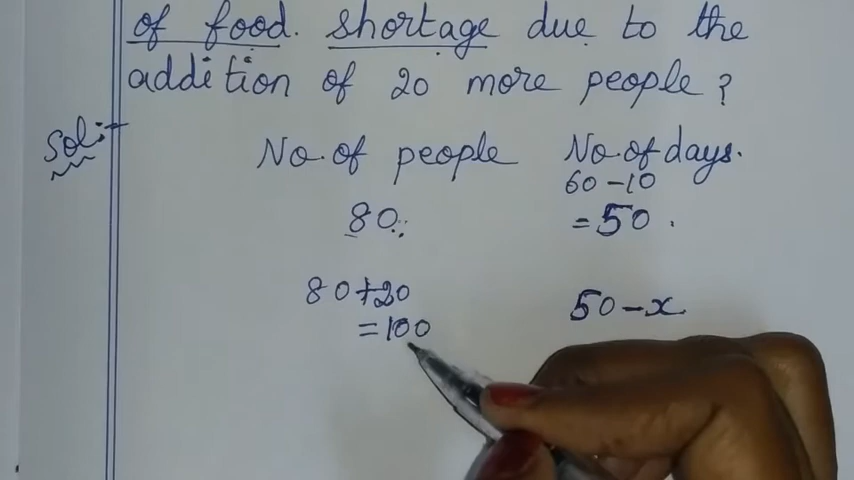 of food. shortage due to the
addition of 20 more people?
Sol:-
No. of people No. of days.
60-10
80 = 50.
80+20 50-x
= 100